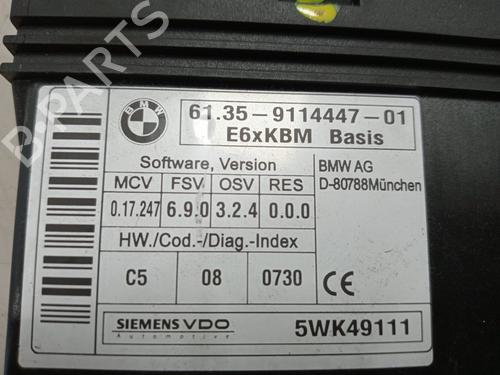 BMW
61.35-9114447-01
E6xKBM Basis
Software, Version
MCV FSV OSV RES
0.17.247 6.9.0 3.2.4 0.0.0
HW./Cod.-/Diag.-Index
C5 08 0730
BMW AG
D-80788München
CE
SIEMENS VDO
Automotive
5WK49111
B-PARTS